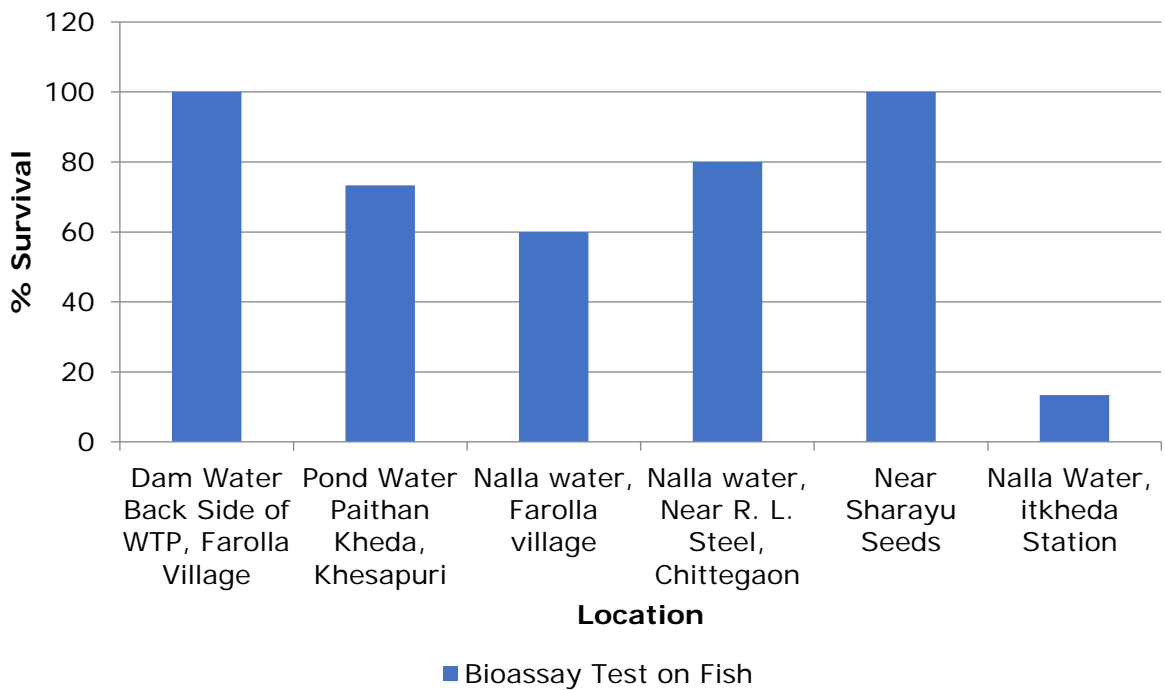 120
100
80
60
40
20
0
% Survival
Dam Water
Back Side of
WTP, Farolla
Village
Pond Water
Paithan
Kheda,
Khesapuri
Nalla water,
Farolla
village
Nalla water,
Near R. L.
Steel,
Chittegaon
Near
Sharayu
Seeds
Nalla Water,
itkheda
Station
Location
Bioassay Test on Fish